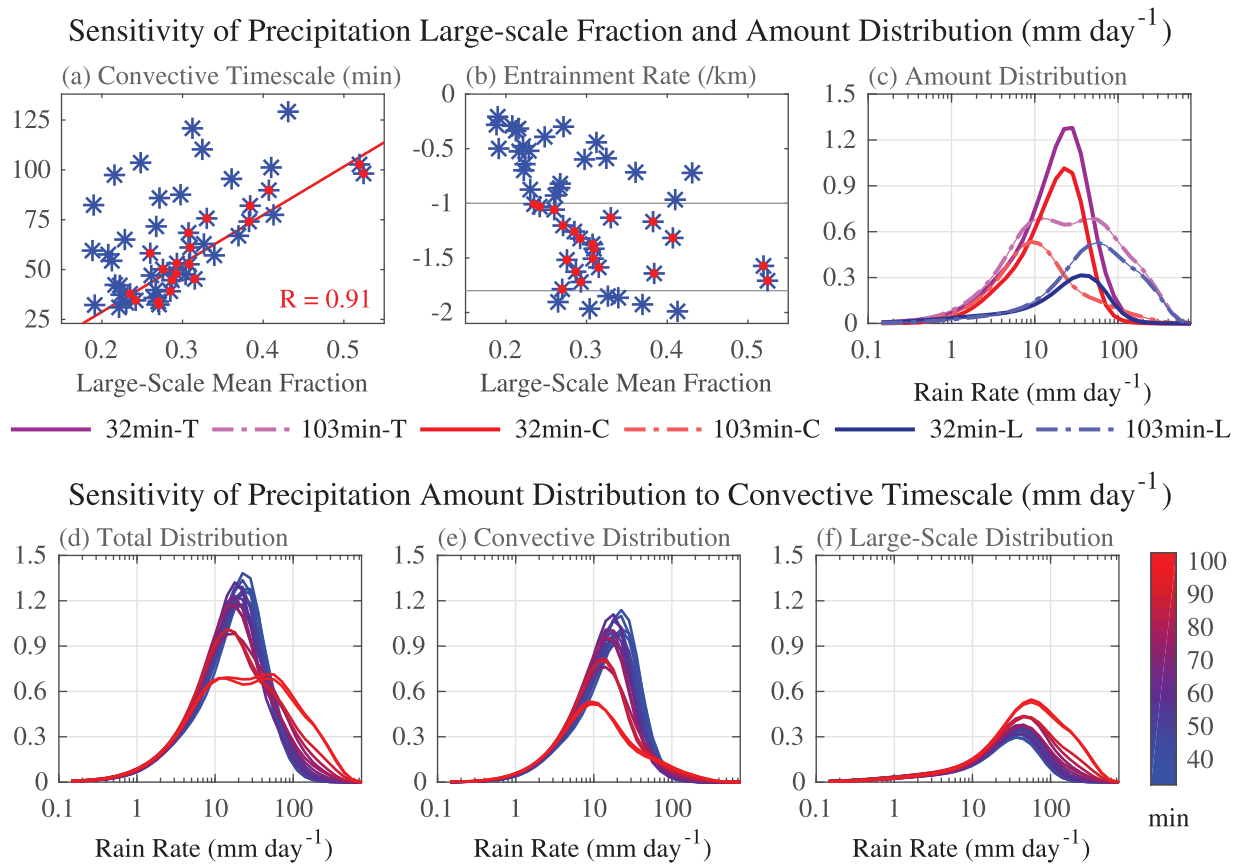 Sensitivity of Precipitation Large-scale Fraction and Amount Distribution (mm day⁻¹)
(a) Convective Timescale (min)
125
100
75
50
25
0.2 0.3 0.4 0.5
R = 0.91
Large-Scale Mean Fraction
(b) Entrainment Rate (/km)
0
-0.5
-1
-1.5
-2
0.2 0.3 0.4 0.5
Large-Scale Mean Fraction
(c) Amount Distribution
1.5
1.2
0.9
0.6
0.3
0
0.1 1 10 100
Rain Rate (mm day⁻¹)
32min-T 103min-T 32min-C 103min-C 32min-L 103min-L
Sensitivity of Precipitation Amount Distribution to Convective Timescale (mm day⁻¹)
(d) Total Distribution
1.5
1.2
0.9
0.6
0.3
0
0.1 1 10 100
Rain Rate (mm day⁻¹)
(e) Convective Distribution
1.5
1.2
0.9
0.6
0.3
0
0.1 1 10 100
Rain Rate (mm day⁻¹)
(f) Large-Scale Distribution
1.5
1.2
0.9
0.6
0.3
0
0.1 1 10 100
Rain Rate (mm day⁻¹)
100
90
80
70
60
50
40
min